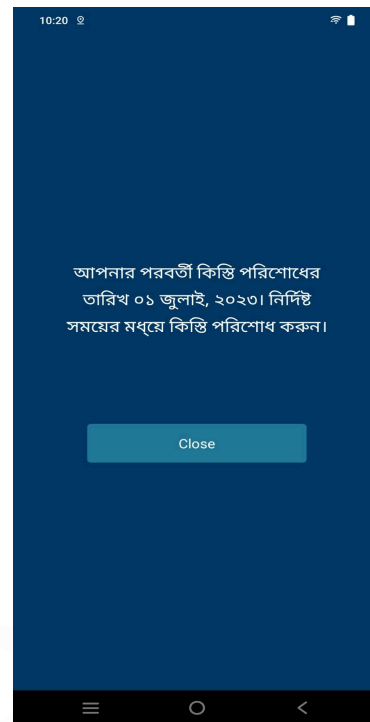 10:20
আপনার পরবর্তী কিস্তি পরিশোধের
তারিখ ০১ জুলাই, ২০২৩। নির্দিষ্ট
সময়ের মধ্যে কিস্তি পরিশোধ করুন।
Close